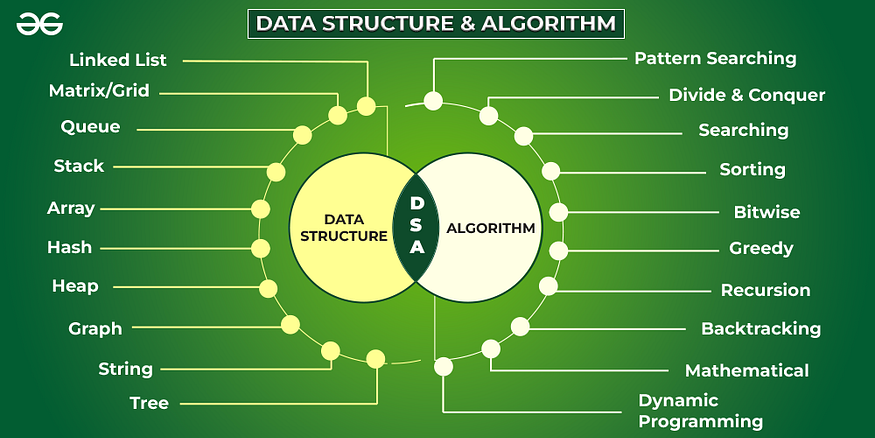 DATA STRUCTURE & ALGORITHM
Linked List
Matrix/Grid
Queue
Stack
Array
Hash
Heap
Graph
String
Tree
DATA
STRUCTURE
D
S
A
ALGORITHM
Pattern Searching
Divide & Conquer
Searching
Sorting
Bitwise
Greedy
Recursion
Backtracking
Mathematical
Dynamic
Programming